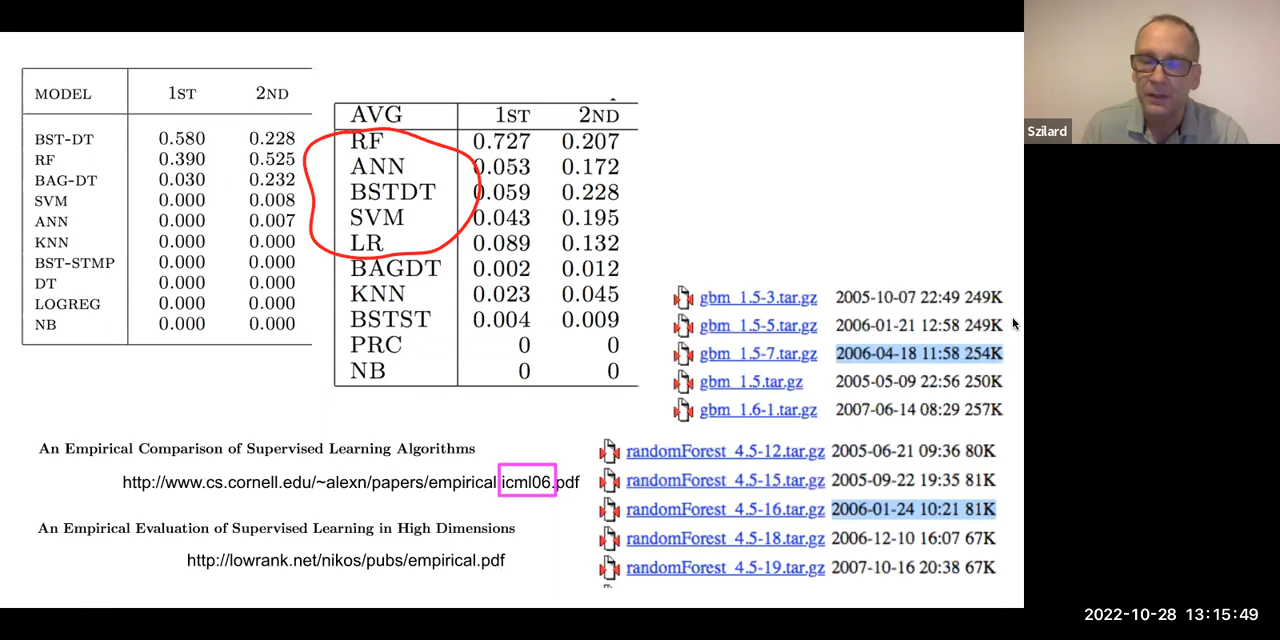 MODEL 1ST 2ND
BST-DT 0.580 0.228
RF 0.390 0.525
BAG-DT 0.030 0.232
SVM 0.000 0.008
ANN 0.000 0.007
KNN 0.000 0.000
BST-STMP 0.000 0.000
DT 0.000 0.000
LOGREG 0.000 0.000
NB 0.000 0.000
AVG 1ST 2ND
RF 0.727 0.207
ANN 0.053 0.172
BSTDT 0.059 0.228
SVM 0.043 0.195
LR 0.089 0.132
BAGDT 0.002 0.012
KNN 0.023 0.045
BSTST 0.004 0.009
PRC 0 0
NB 0 0
Szilard
gbm_1.5-3.tar.gz 2005-10-07 22:49 249K
gbm_1.5-5.tar.gz 2006-01-21 12:58 249K
gbm_1.5-7.tar.gz 2006-04-18 11:58 254K
gbm_1.5.tar.gz 2005-05-09 22:56 250K
gbm_1.6-1.tar.gz 2007-06-14 08:29 257K
An Empirical Comparison of Supervised Learning Algorithms
http://www.cs.cornell.edu/~alexn/papers/empirical.icml06.pdf
An Empirical Evaluation of Supervised Learning in High Dimensions
http://lowrank.net/nikos/pubs/empirical.pdf
randomForest_4.5-12.tar.gz 2005-06-21 09:36 80K
randomForest_4.5-15.tar.gz 2005-09-22 19:35 81K
randomForest_4.5-16.tar.gz 2006-01-24 10:21 81K
randomForest_4.5-18.tar.gz 2006-12-10 16:07 67K
randomForest_4.5-19.tar.gz 2007-10-16 20:38 67K
2022-10-28 13:15:49